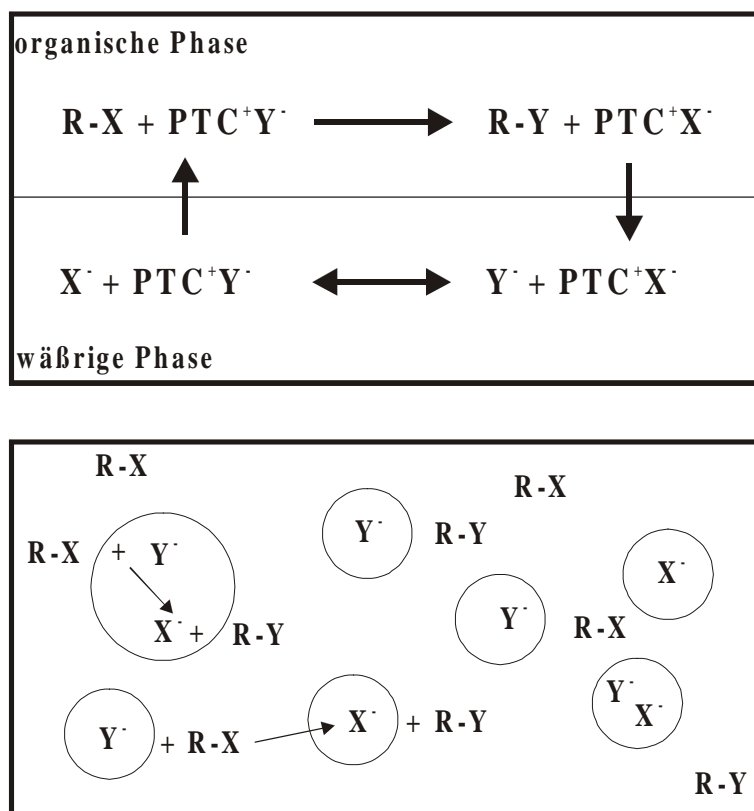 organische Phase
R-X + PTC⁺Y⁻ R-Y + PTC⁺X⁻
X⁻ + PTC⁺Y⁻ Y⁻ + PTC⁺X⁻
wäßrige Phase
R-X
R-X
Y⁻ R-Y
R-X + Y⁻
X⁻
Y⁻
R-X
X⁻ + R-Y
Y⁻
X⁻
Y⁻ + R-X X⁻ + R-Y
R-Y